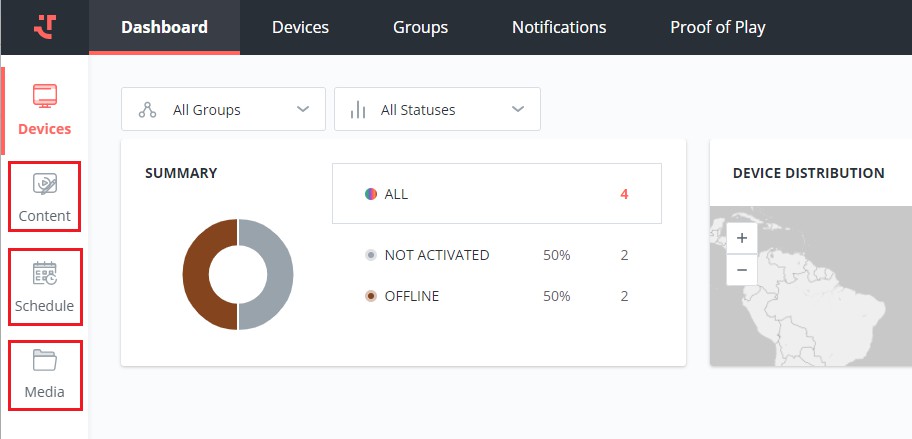 Dashboard Devices Groups Notifications Proof of Play
Devices
Content
Schedule
Media
All Groups All Statuses
SUMMARY
ALL 4
NOT ACTIVATED 50% 2
OFFLINE 50% 2
DEVICE DISTRIBUTION
+
−